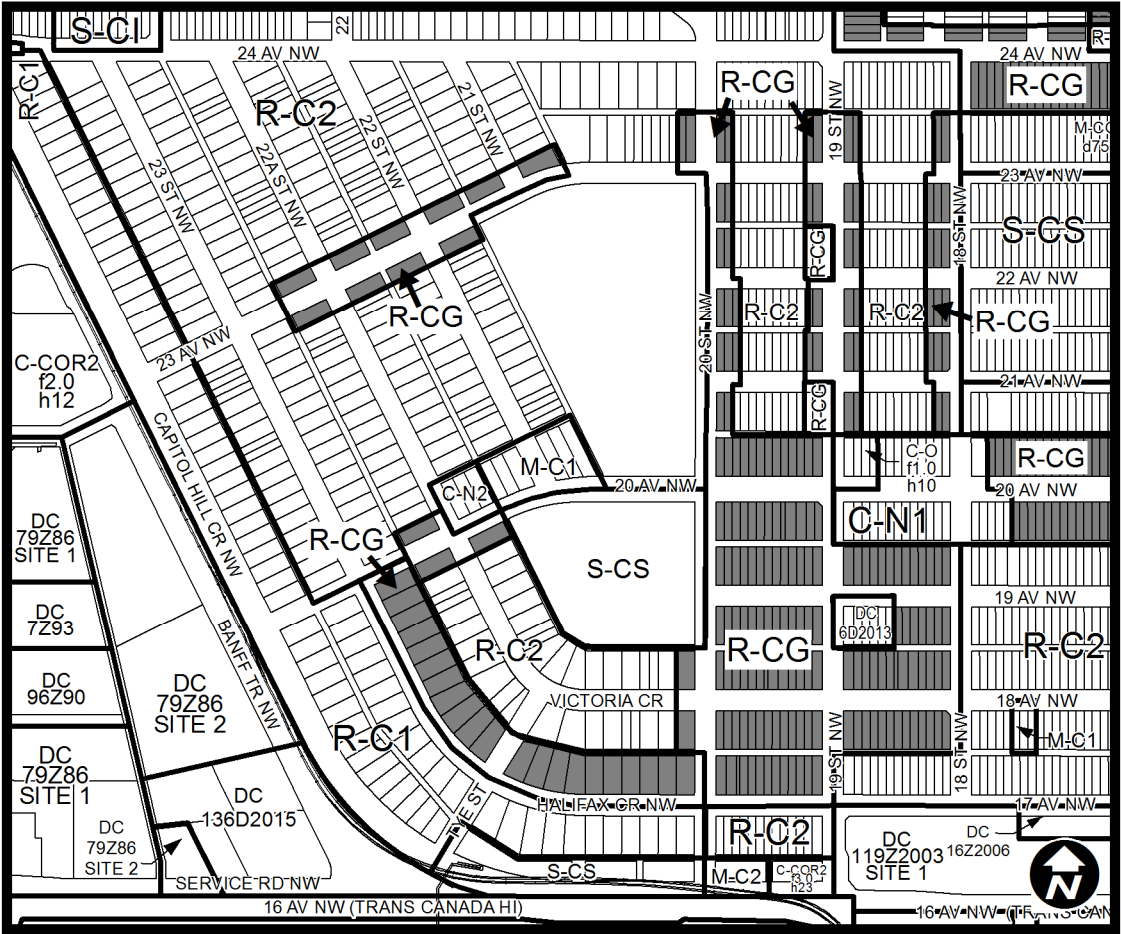 S-CI
22
24 AV NW
24 AV NW
R-
R-C1
R-C2
R-CG
R-CG
21 ST NW
22 ST NW
22A ST NW
23 ST NW
19 ST NW
M-CG
d75
23 AV NW
18 ST NW
S-CS
R-CG
22 AV NW
R-C2
R-C2
R-CG
R-CG
20 ST NW
23 AV NW
C-COR2
f2.0
h12
21 AV NW
R-CG
CAPITOL HILL CR NW
M-C1
C-O
f1.0
h10
R-CG
C-N2
20 AV NW
20 AV NW
C-N1
DC
79Z86
SITE 1
R-CG
S-CS
19 AV NW
DC
7Z93
DC
6D2013
BANFF TR NW
R-C2
R-CG
R-C2
DC
96Z90
DC
79Z86
SITE 2
VICTORIA CR
18 AV NW
R-C1
M-C1
19 ST NW
18 ST NW
DC
79Z86
SITE 1
DC
136D2015
TYE ST
HALIFAX CR NW
17 AV NW
DC
79Z86
SITE 2
R-C2
DC
119Z2003
SITE 1
DC
16Z2006
S-CS
M-C2
C-COR2
f3.0
h23
SERVICE RD NW
N
16 AV NW (TRANS CANADA HI)
16 AV NW (TRANS CAN